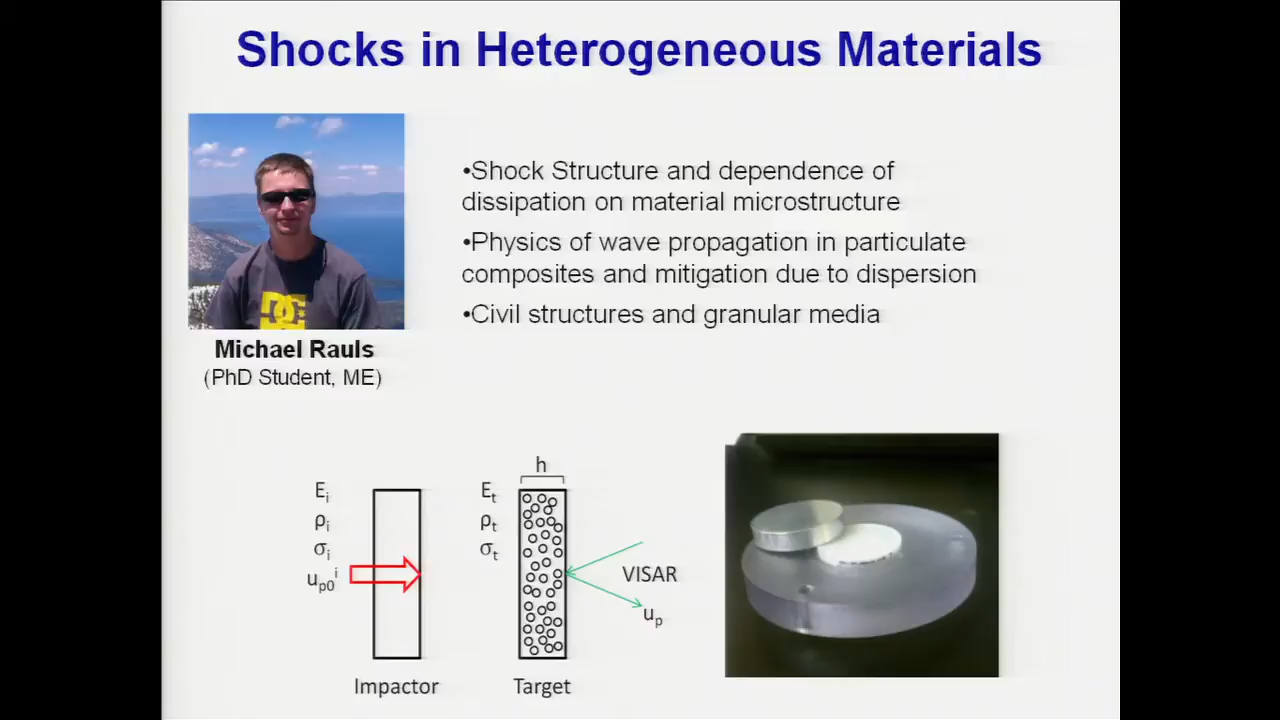 Shocks in Heterogeneous Materials
•Shock Structure and dependence of
dissipation on material microstructure
•Physics of wave propagation in particulate
composites and mitigation due to dispersion
•Civil structures and granular media
DC
Michael Rauls
(PhD Student, ME)
h
Eᵢ
ρᵢ
σᵢ
uₚ₀ⁱ
Eₜ
ρₜ
σₜ
VISAR
uₚ
Impactor
Target